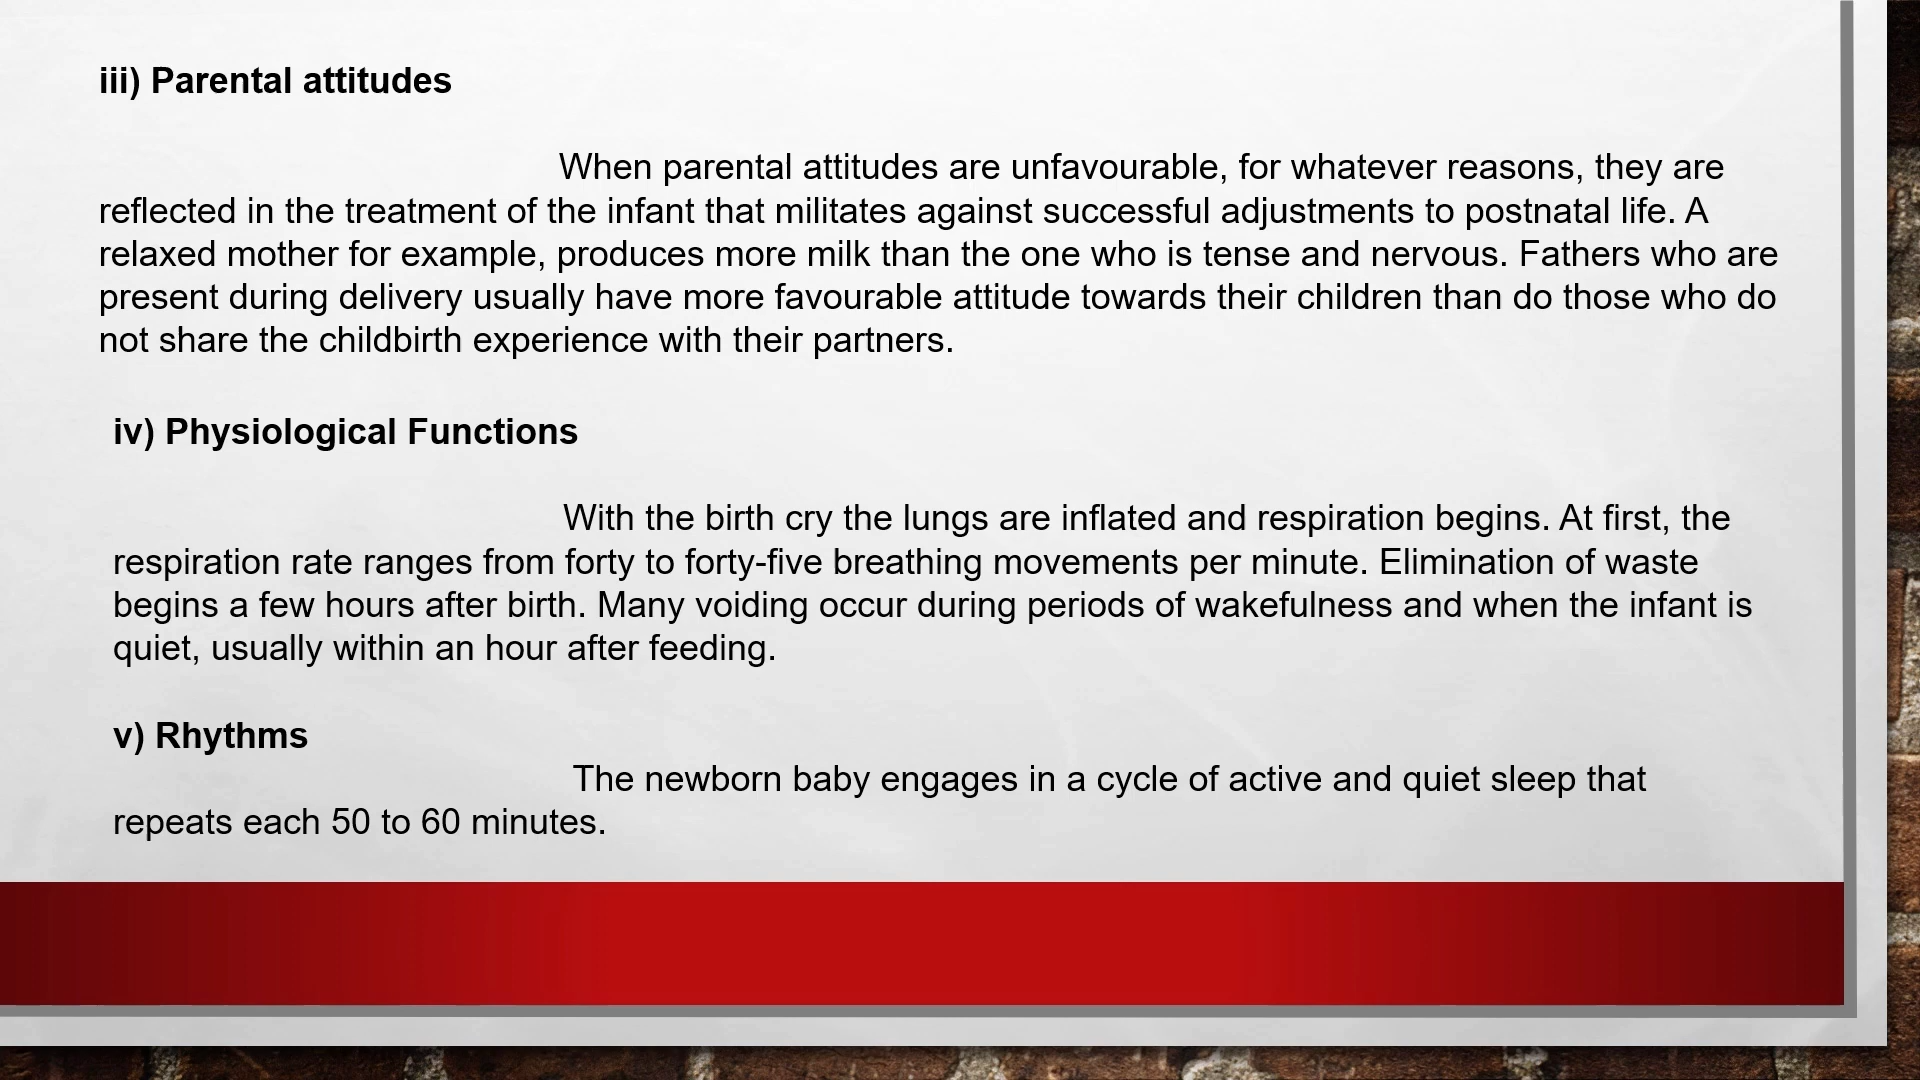 iii) Parental attitudes
When parental attitudes are unfavourable, for whatever reasons, they are
reflected in the treatment of the infant that militates against successful adjustments to postnatal life. A
relaxed mother for example, produces more milk than the one who is tense and nervous. Fathers who are
present during delivery usually have more favourable attitude towards their children than do those who do
not share the childbirth experience with their partners.
iv) Physiological Functions
With the birth cry the lungs are inflated and respiration begins. At first, the
respiration rate ranges from forty to forty-five breathing movements per minute. Elimination of waste
begins a few hours after birth. Many voiding occur during periods of wakefulness and when the infant is
quiet, usually within an hour after feeding.
v) Rhythms
The newborn baby engages in a cycle of active and quiet sleep that
repeats each 50 to 60 minutes.